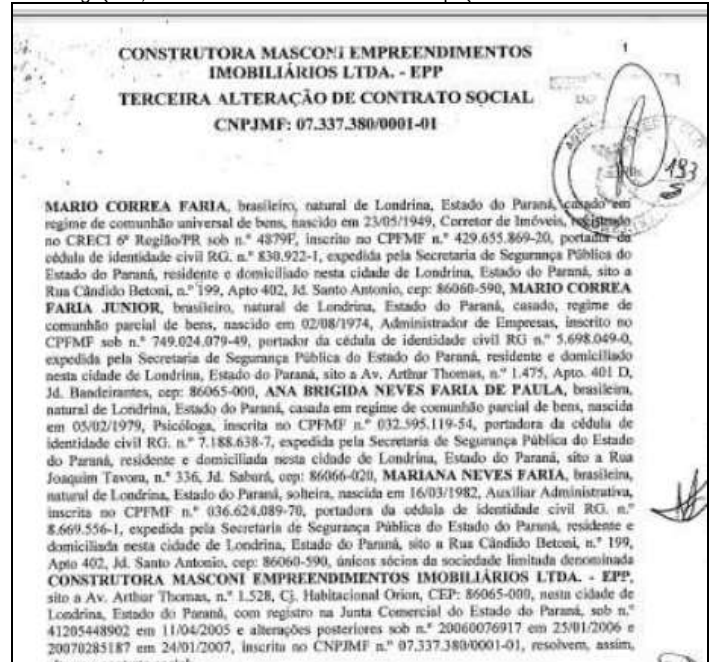 CONSTRUTORA MASCONI EMPREENDIMENTOS
IMOBILIÁRIOS LTDA. - EPP
1
TERCEIRA ALTERAÇÃO DE CONTRATO SOCIAL
CNPJMF: 07.337.380/0001-01
193
MARIO CORREA FARIA, brasileiro, natural de Londrina, Estado do Paraná, casado em
regime de comunhão universal de bens, nascido em 23/05/1949, Corretor de Imóveis, registrado
no CRECI 6ª Região/PR sob n.º 4879F, inscrito no CPFMF n.º 429.655.869-20, portador da
cédula de identidade civil RG. n.º 830.922-1, expedida pela Secretaria de Segurança Pública do
Estado do Paraná, residente e domiciliado nesta cidade de Londrina, Estado do Paraná, sito a
Rua Cândido Betoni, n.º 199, Apto 402, Jd. Santo Antonio, cep: 86060-590, MARIO CORREA
FARIA JUNIOR, brasileiro, natural de Londrina, Estado do Paraná, casado, regime de
comunhão parcial de bens, nascido em 02/08/1974, Administrador de Empresas, inscrito no
CPFMF sob n.º 749.024.079-49, portador da cédula de identidade civil RG n.º 5.698.049-0,
expedida pela Secretaria de Segurança Pública do Estado do Paraná, residente e domiciliado
nesta cidade de Londrina, Estado do Paraná, sito a Av. Arthur Thomas, n.º 1.475, Apto. 401 D,
Jd. Bandeirantes, cep: 86065-000, ANA BRIGIDA NEVES FARIA DE PAULA, brasileira,
natural de Londrina, Estado do Paraná, casada em regime de comunhão parcial de bens, nascida
em 05/02/1979, Psicóloga, inscrita no CPFMF n.º 032.595.119-54, portadora da cédula de
identidade civil RG. n.º 7.188.638-7, expedida pela Secretaria de Segurança Pública do Estado
do Paraná, residente e domiciliada nesta cidade de Londrina, Estado do Paraná, sito a Rua
Joaquim Tavora, n.º 336, Jd. Sabará, cep: 86066-020, MARIANA NEVES FARIA, brasileira,
natural de Londrina, Estado do Paraná, solteira, nascida em 16/03/1982, Auxiliar Administrativa,
inscrita no CPFMF n.º 036.624.089-70, portadora da cédula de identidade civil RG. n.º
8.669.556-1, expedida pela Secretaria de Segurança Pública do Estado do Paraná, residente e
domiciliada nesta cidade de Londrina, Estado do Paraná, sito a Rua Cândido Betoni, n.º 199,
Apto 402, Jd. Santo Antonio, cep: 86060-590, únicos sócios da sociedade limitada denominada
CONSTRUTORA MASCONI EMPREENDIMENTOS IMOBILIÁRIOS LTDA. - EPP,
sito a Av. Arthur Thomas, n.º 1.528, Cj. Habitacional Orion, CEP: 86065-000, nesta cidade de
Londrina, Estado do Paraná, com registro na Junta Comercial do Estado do Paraná, sob n.º
41205448902 em 11/04/2005 e alterações posteriores sob n.º 20060076917 em 25/01/2006 e
20070285187 em 24/01/2007, inscrita no CNPJMF n.º 07.337.380/0001-01, resolvem, assim,